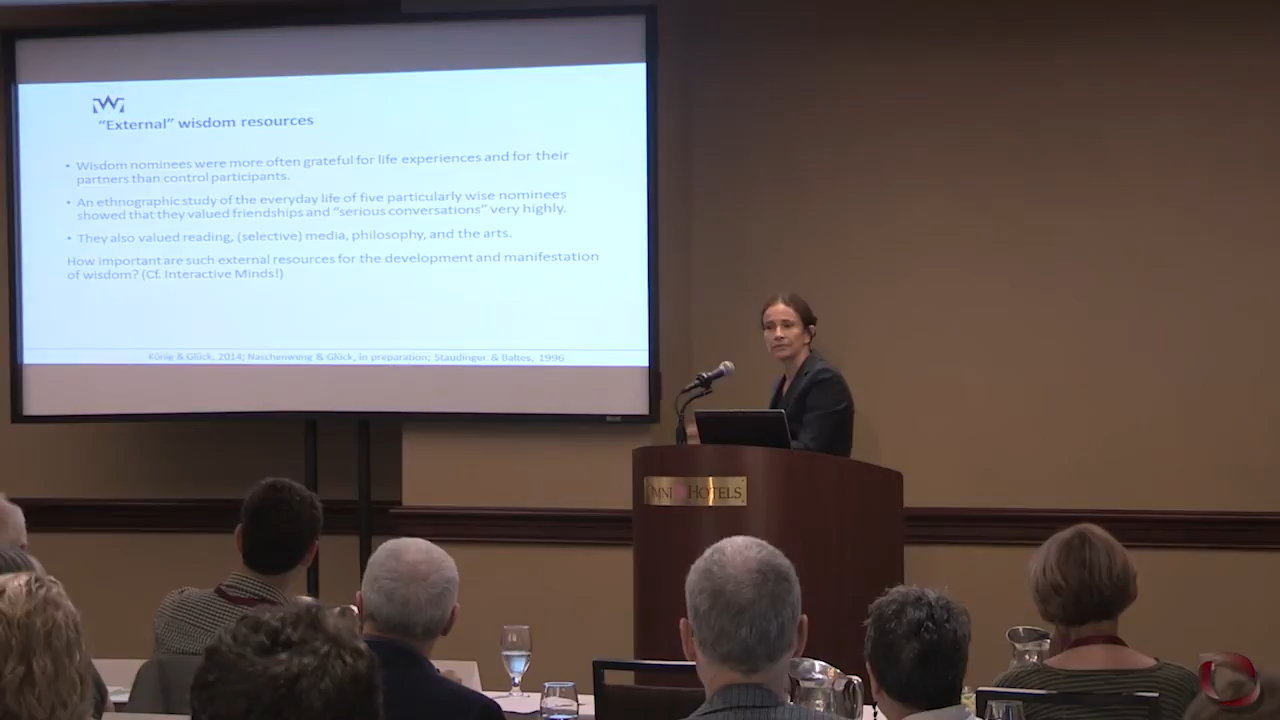 W
"External" wisdom resources
• Wisdom nominees were more often grateful for life experiences and for their
partners than control participants.
• An ethnographic study of the everyday life of five particularly wise nominees
showed that they valued friendships and "serious conversations" very highly.
• They also valued reading, (selective) media, philosophy, and the arts.
How important are such external resources for the development and manifestation
of wisdom? (Cf. Interactive Minds!)
König & Glück, 2014; Naschenweng & Glück, in preparation; Staudinger & Baltes, 1996
OMNI HOTELS